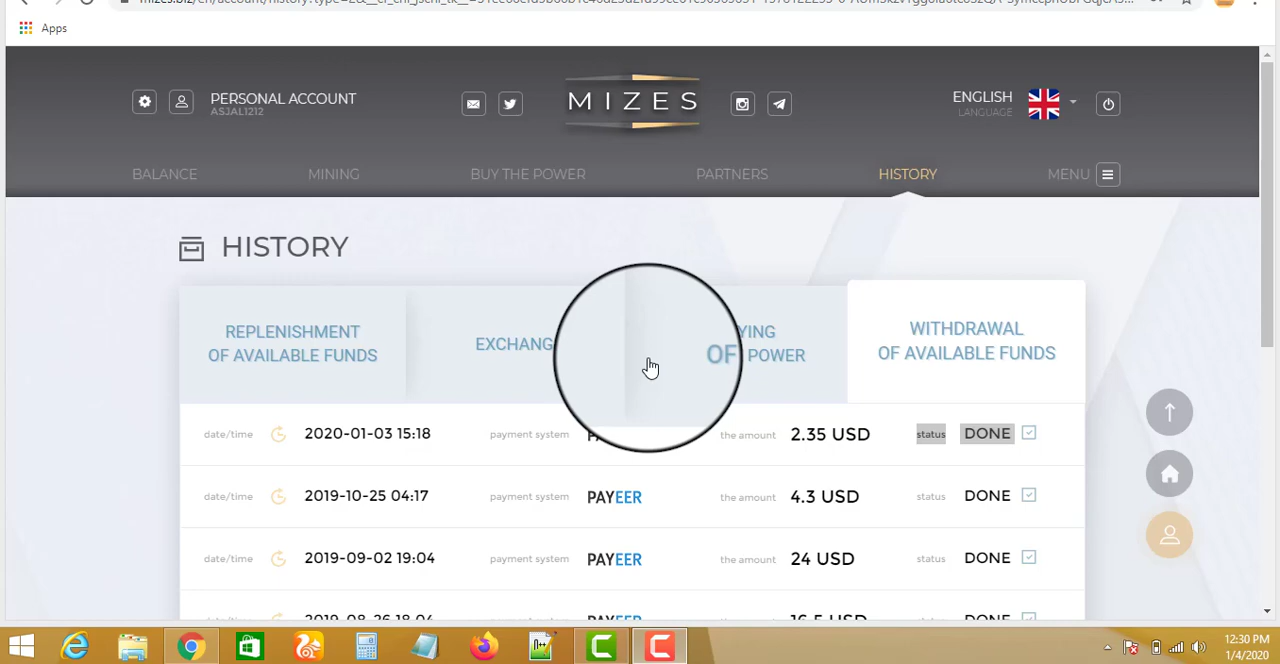 Apps
PERSONAL ACCOUNT
ASJAL1212
MIZES
ENGLISH
LANGUAGE
BALANCE MINING BUY THE POWER PARTNERS HISTORY MENU
HISTORY
REPLENISHMENT
OF AVAILABLE FUNDS
EXCHANG
YING
OF POWER
WITHDRAWAL
OF AVAILABLE FUNDS
date/time 2020-01-03 15:18 payment system the amount 2.35 USD status DONE
date/time 2019-10-25 04:17 payment system PAYEER the amount 4.3 USD status DONE
date/time 2019-09-02 19:04 payment system PAYEER the amount 24 USD status DONE
12:30 PM
1/4/2020